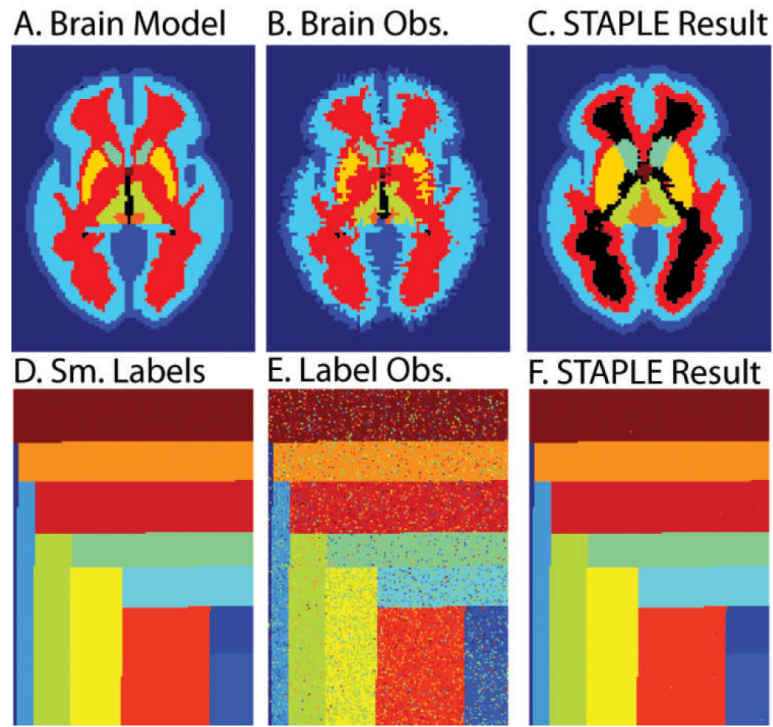 A. Brain Model
B. Brain Obs.
C. STAPLE Result
D. Sm. Labels
E. Label Obs.
F. STAPLE Result